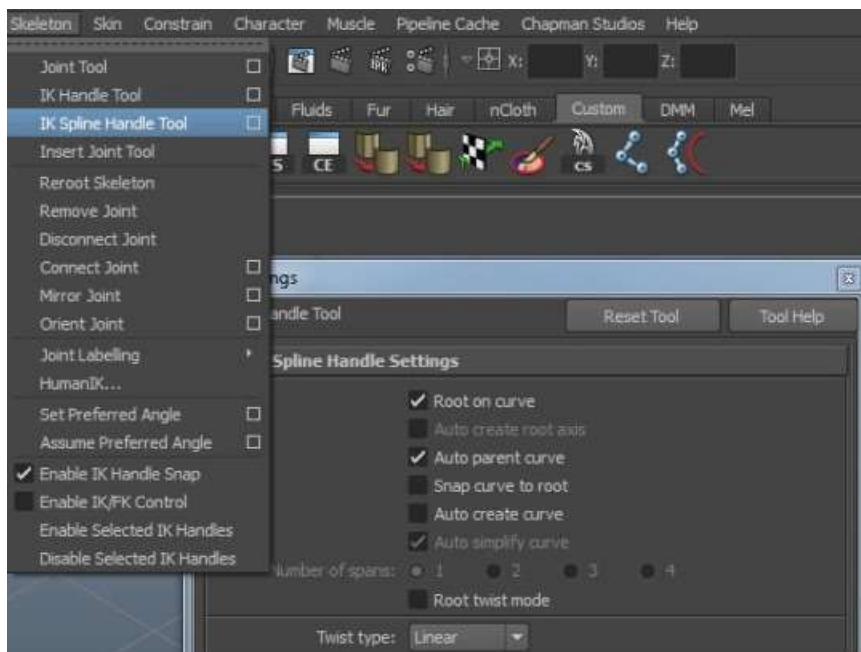 Skeleton Skin Constrain Character Muscle Pipeline Cache Chapman Studios Help
X: Y: Z:
Fluids Fur Hair nCloth Custom DMM Mel
S CE CS
Joint Tool
IK Handle Tool
IK Spline Handle Tool
Insert Joint Tool
Reroot Skeleton
Remove Joint
Disconnect Joint
Connect Joint
Mirror Joint
Orient Joint
Joint Labelling
HumanIK...
Set Preferred Angle
Assume Preferred Angle
Enable IK Handle Snap
Enable IK/FK Control
Enable Selected IK Handles
Disable Selected IK Handles
ngs
andle Tool Reset Tool Tool Help
Spline Handle Settings
Root on curve
Auto create root axis
Auto parent curve
Snap curve to root
Auto create curve
Auto simplify curve
Number of spans: 1 2 3 4
Root twist mode
Twist type: Linear